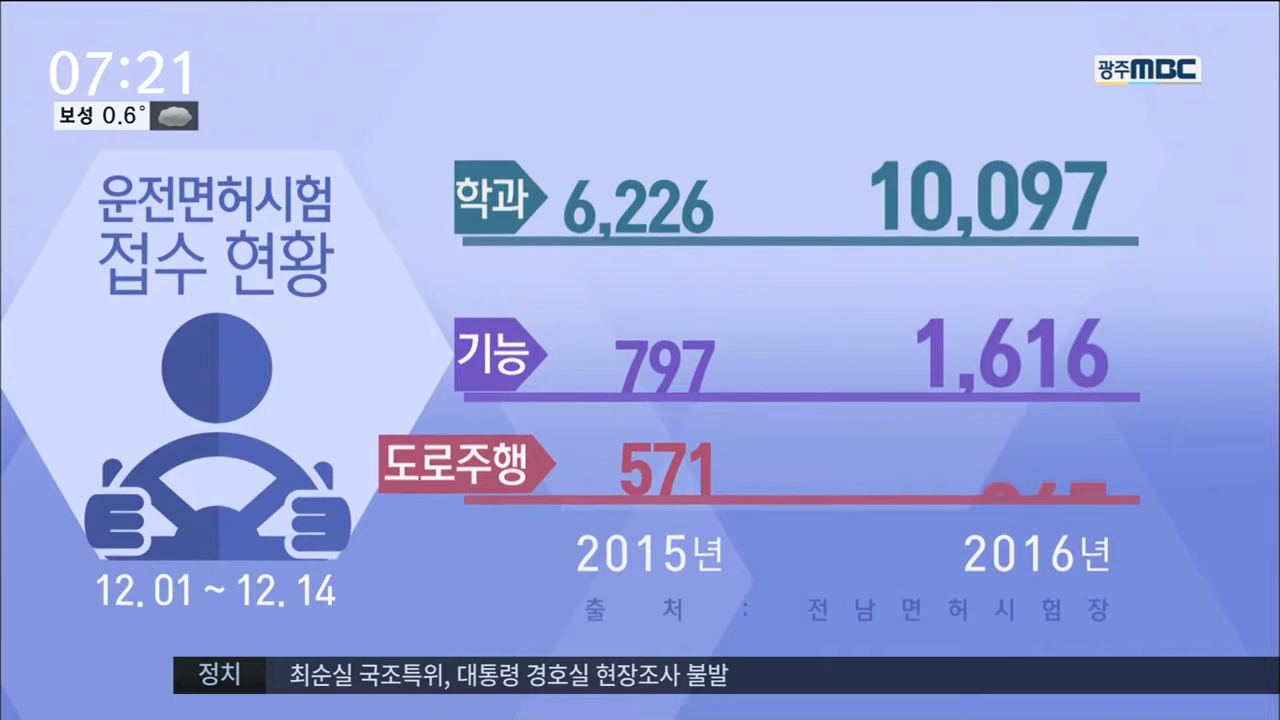 07:21
보성 0.6°
광주MBC
운전면허시험
접수 현황
12. 01 ~ 12. 14
학과 6,226 10,097
기능 797 1,616
도로주행 571
2015년 2016년
출처 : 전남면허시험장
정치 최순실 국조특위, 대통령 경호실 현장조사 불발